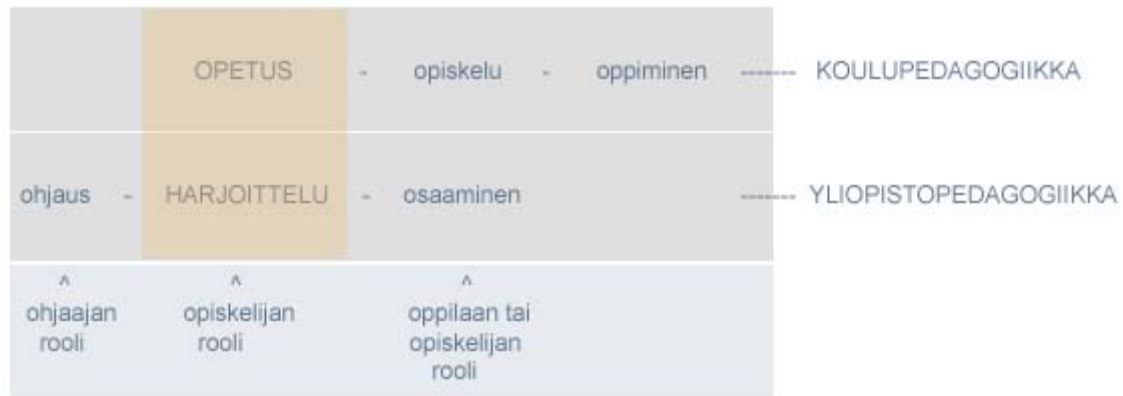 OPETUS - opiskelu - oppiminen ------- KOULUPEDAGOGIIKKA
ohjaus - HARJOITTELU - osaaminen ------- YLIOPISTOPEDAGOGIIKKA
^ ^ ^
ohjaajan opiskelijan oppilaan tai
rooli rooli opiskelijan
rooli